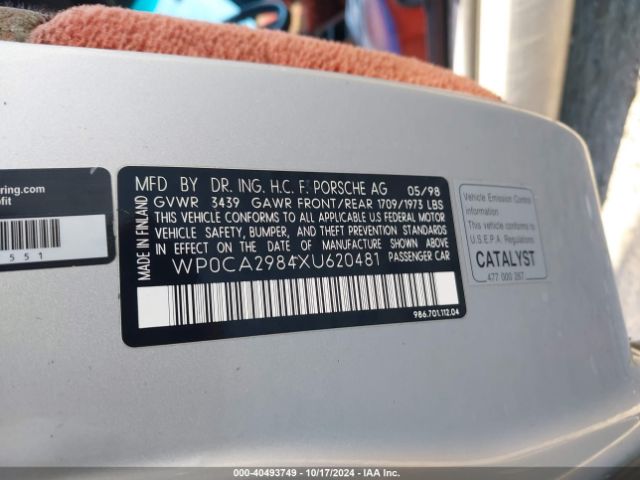 ring.com
fit
551
MFD BY DR. ING. H.C. F. PORSCHE AG 05/98
GVWR 3439 GAWR FRONT/REAR 1709/1973 LBS
THIS VEHICLE CONFORMS TO ALL APPLICABLE U.S. FEDERAL MOTOR
VEHICLE SAFETY, BUMPER, AND THEFT PREVENTION STANDARDS
IN EFFECT ON THE DATE OF MANUFACTURE SHOWN ABOVE.
WP0CA2984XU620481 PASSENGER CAR
MADE IN FINLAND
986.701.112.04
Vehicle Emission Control
information
This vehicle conforms to
U.S.E.P.A. Regulations
CATALYST
477 000 267
000-40493749 - 10/17/2024 - IAA Inc.